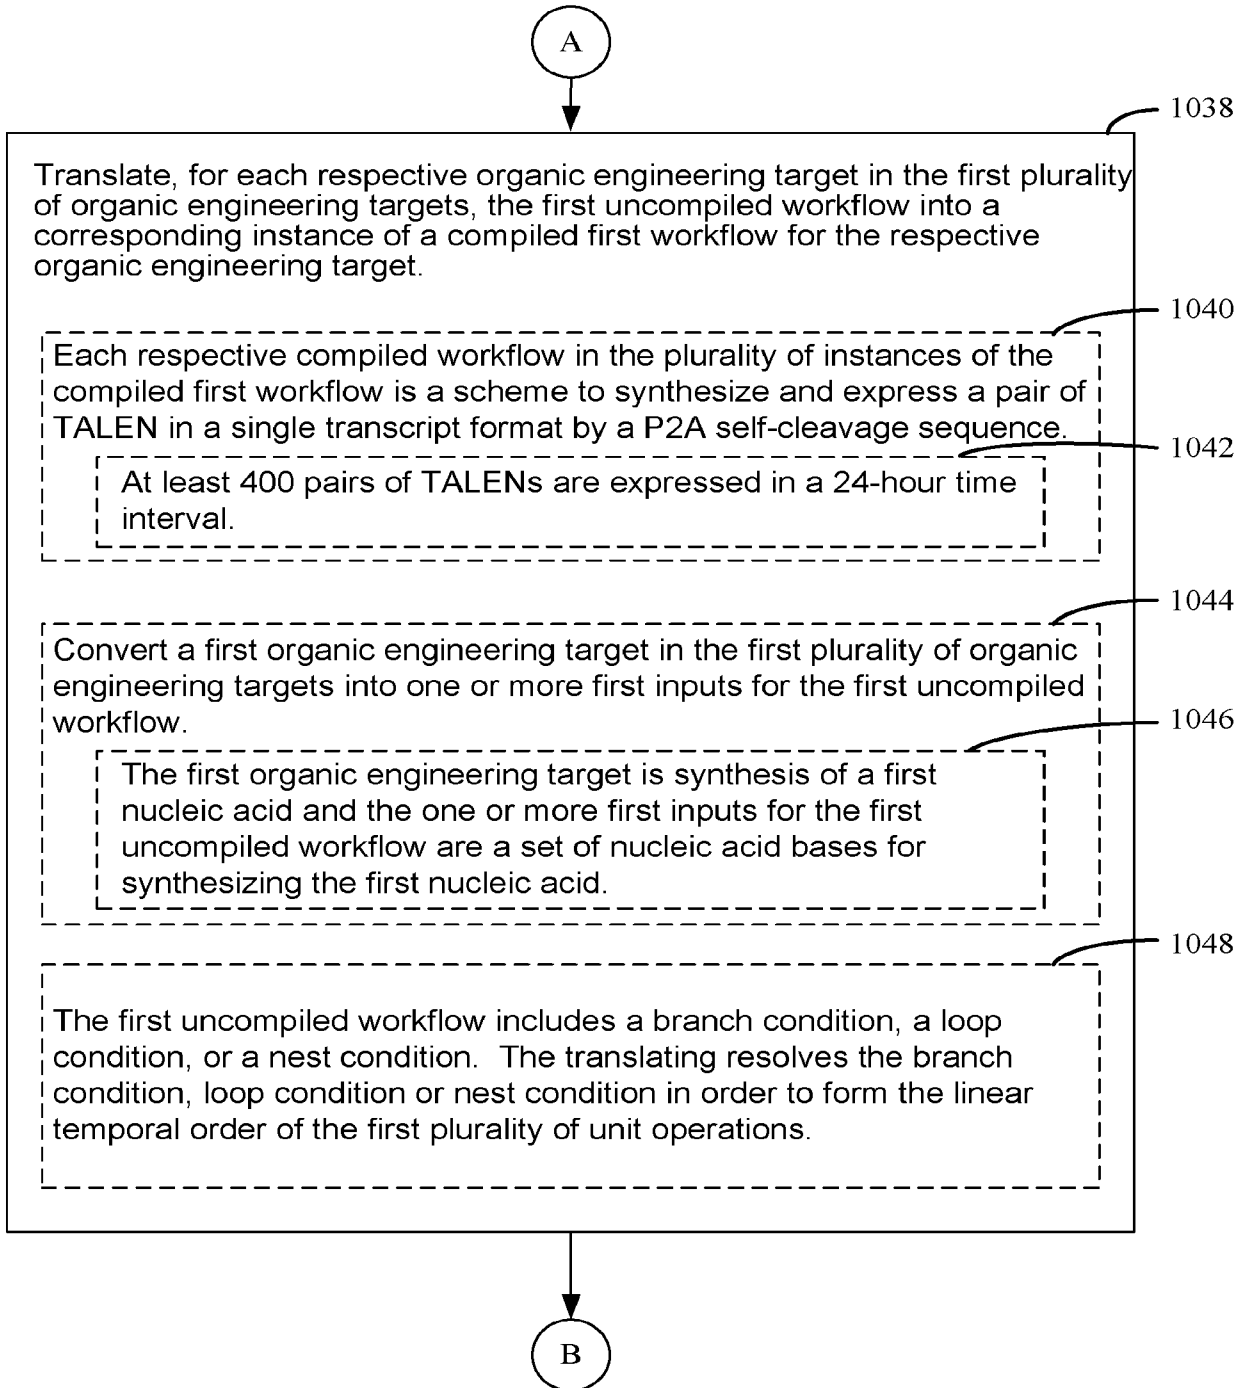 A
1038
Translate, for each respective organic engineering target in the first plurality
of organic engineering targets, the first uncompiled workflow into a
corresponding instance of a compiled first workflow for the respective
organic engineering target.
1040
Each respective compiled workflow in the plurality of instances of the
compiled first workflow is a scheme to synthesize and express a pair of
TALEN in a single transcript format by a P2A self-cleavage sequence.
1042
At least 400 pairs of TALENs are expressed in a 24-hour time
interval.
1044
Convert a first organic engineering target in the first plurality of organic
engineering targets into one or more first inputs for the first uncompiled
workflow.
1046
The first organic engineering target is synthesis of a first
nucleic acid and the one or more first inputs for the first
uncompiled workflow are a set of nucleic acid bases for
synthesizing the first nucleic acid.
1048
The first uncompiled workflow includes a branch condition, a loop
condition, or a nest condition.  The translating resolves the branch
condition, loop condition or nest condition in order to form the linear
temporal order of the first plurality of unit operations.
B